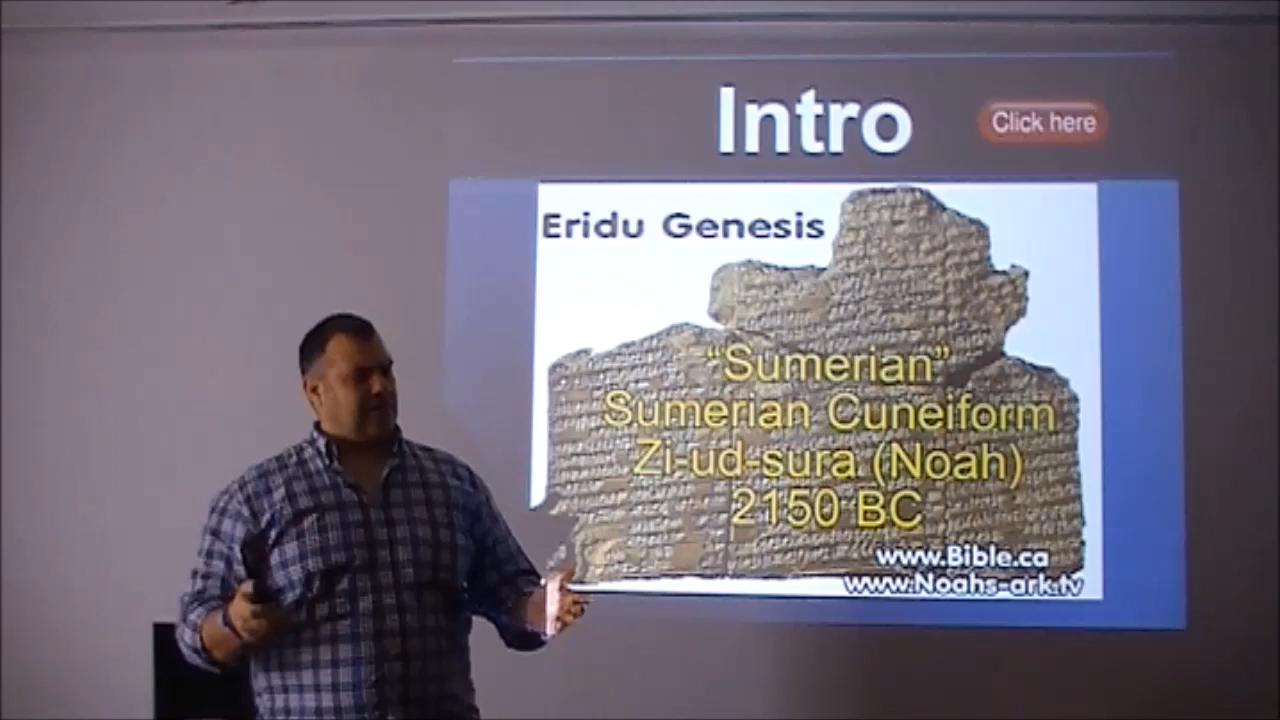 Intro
Click here
Eridu Genesis
“Sumerian”
Sumerian Cuneiform
Zi-ud-sura (Noah)
2150 BC
www.Bible.ca
www.Noahs-ark.tv